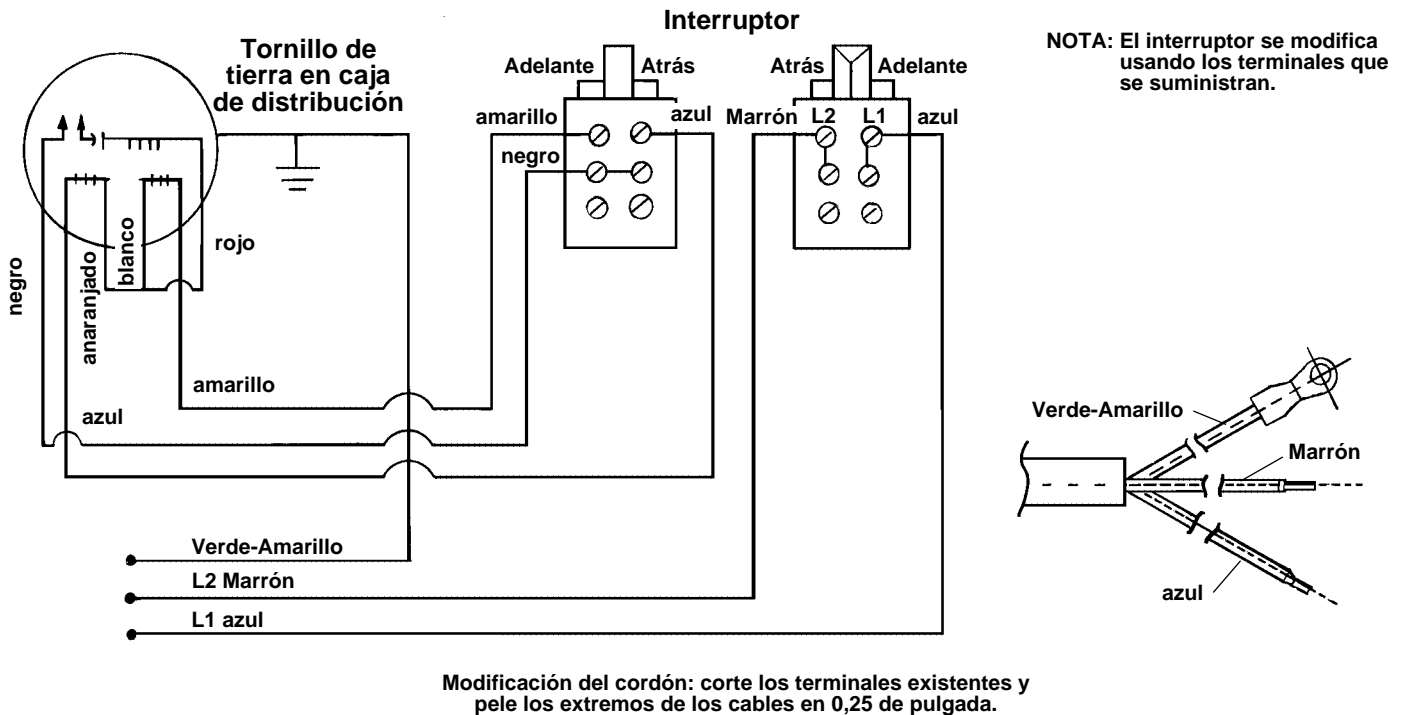 Interruptor
Tornillo de
tierra en caja
de distribución
NOTA: El interruptor se modifica
usando los terminales que
se suministran.
Adelante
Atrás
Atrás
Adelante
amarillo
azul
Marrón
L2
L1
azul
negro
negro
anaranjado
blanco
rojo
amarillo
azul
Verde-Amarillo
Marrón
azul
Verde-Amarillo
L2 Marrón
L1 azul
Modificación del cordón: corte los terminales existentes y
pele los extremos de los cables en 0,25 de pulgada.